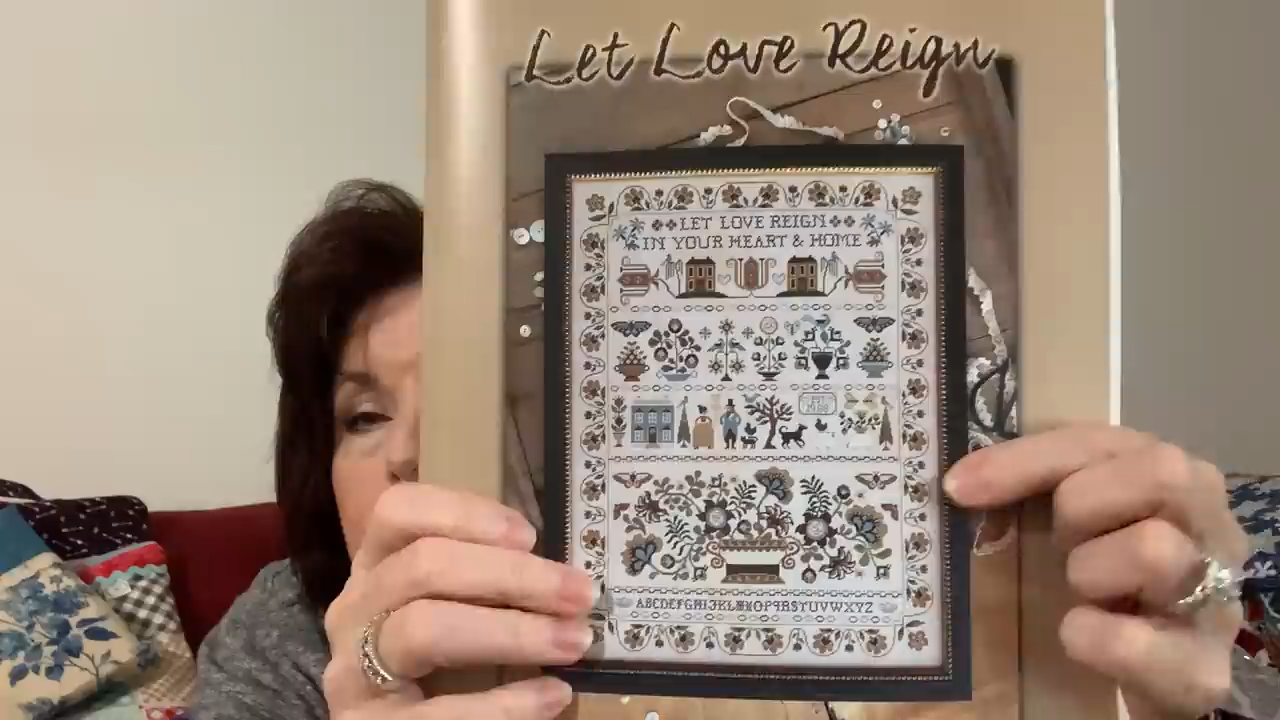 Let Love Reign
LET LOVE REIGN
IN YOUR HEART & HOME
ABCDEFGHIJKLMNOPQRSTUVWXYZ